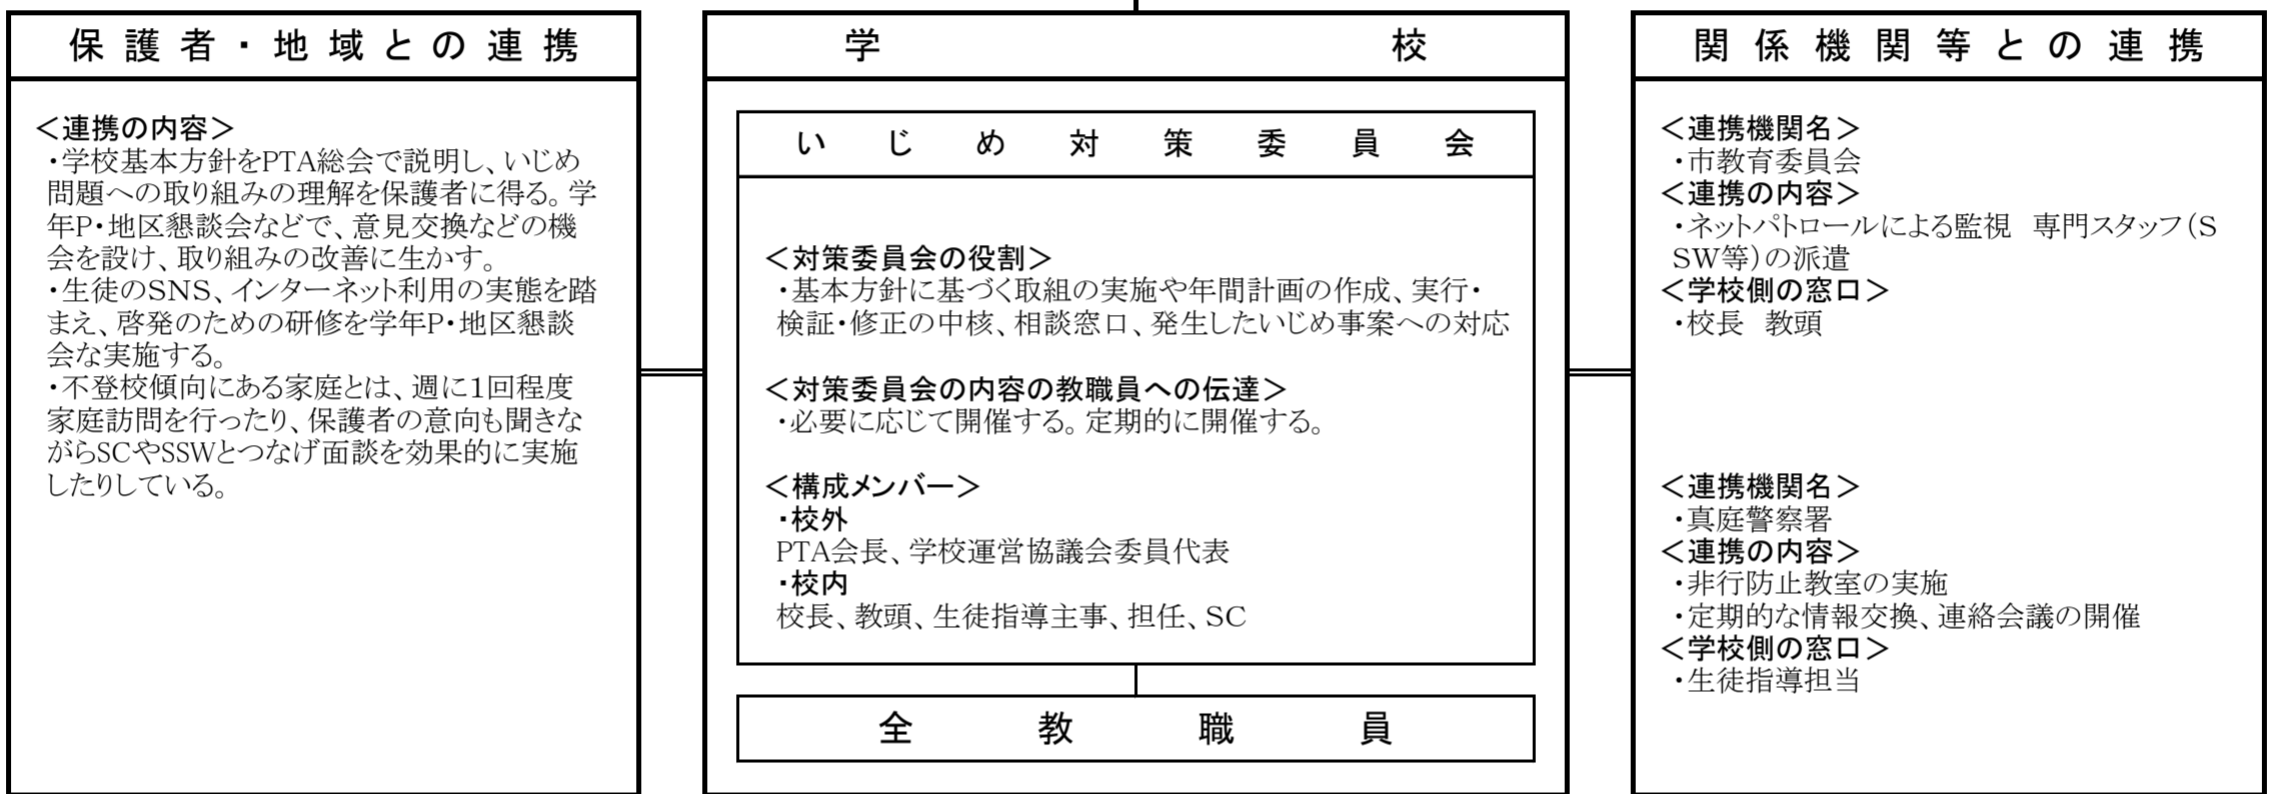 保護者・地域との連携
<連携の内容>
・学校基本方針をPTA総会で説明し、いじめ
問題への取り組みの理解を保護者に得る。学
年P・地区懇談会などで、意見交換などの機
会を設け、取り組みの改善に生かす。
・生徒のSNS、インターネット利用の実態を踏
まえ、啓発のための研修を学年P・地区懇談
会な実施する。
・不登校傾向にある家庭とは、週に1回程度
家庭訪問を行ったり、保護者の意向も聞きな
がらSCやSSWとつなげ面談を効果的に実施
したりしている。
学校
いじめ対策委員会
<対策委員会の役割>
・基本方針に基づく取組の実施や年間計画の作成、実行・
検証・修正の中核、相談窓口、発生したいじめ事案への対応
<対策委員会の内容の教職員への伝達>
・必要に応じて開催する。定期的に開催する。
<構成メンバー>
・校外
PTA会長、学校運営協議会委員代表
・校内
校長、教頭、生徒指導主事、担任、SC
全教職員
関係機関等との連携
<連携機関名>
・市教育委員会
<連携の内容>
・ネットパトロールによる監視　専門スタッフ(S
SW等)の派遣
<学校側の窓口>
・校長　教頭
<連携機関名>
・真庭警察署
<連携の内容>
・非行防止教室の実施
・定期的な情報交換、連絡会議の開催
<学校側の窓口>
・生徒指導担当